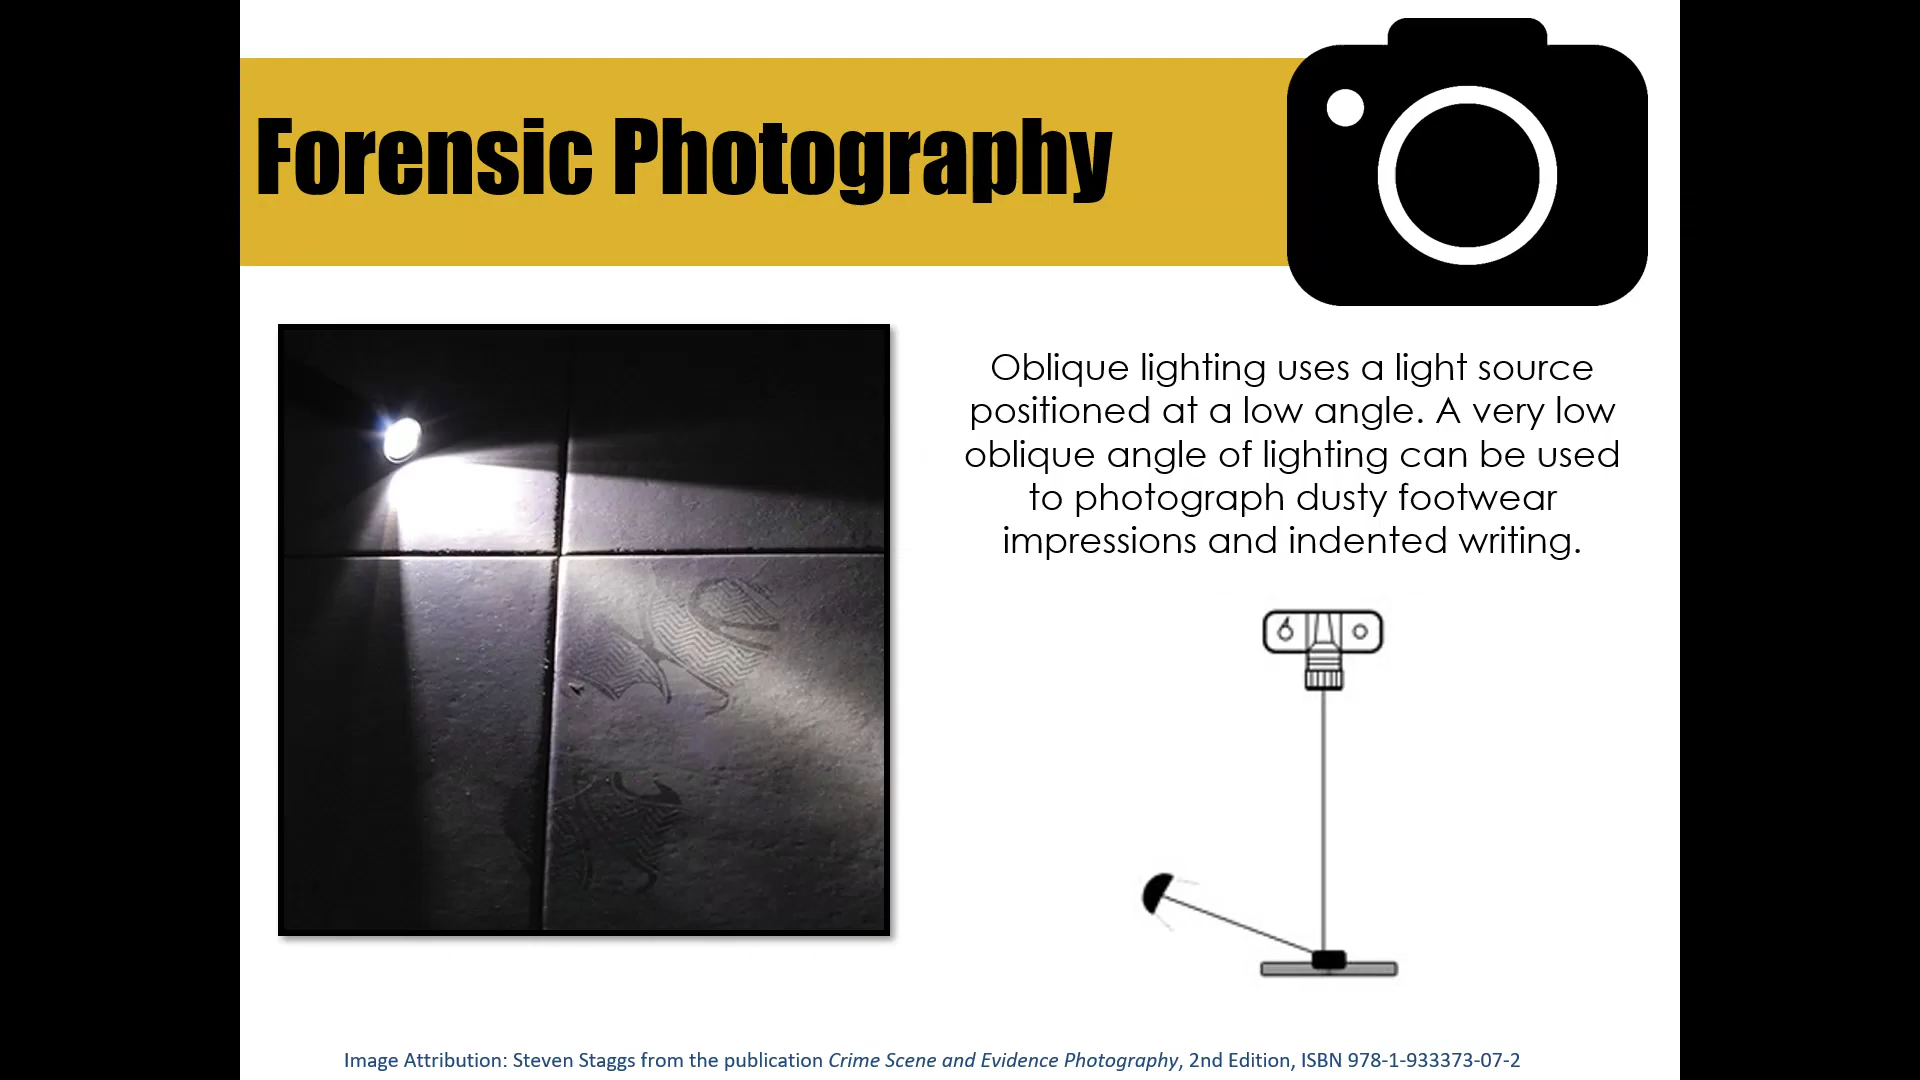 Forensic Photography
Oblique lighting uses a light source
positioned at a low angle. A very low
oblique angle of lighting can be used
to photograph dusty footwear
impressions and indented writing.
Image Attribution: Steven Staggs from the publication Crime Scene and Evidence Photography, 2nd Edition, ISBN 978-1-933373-07-2